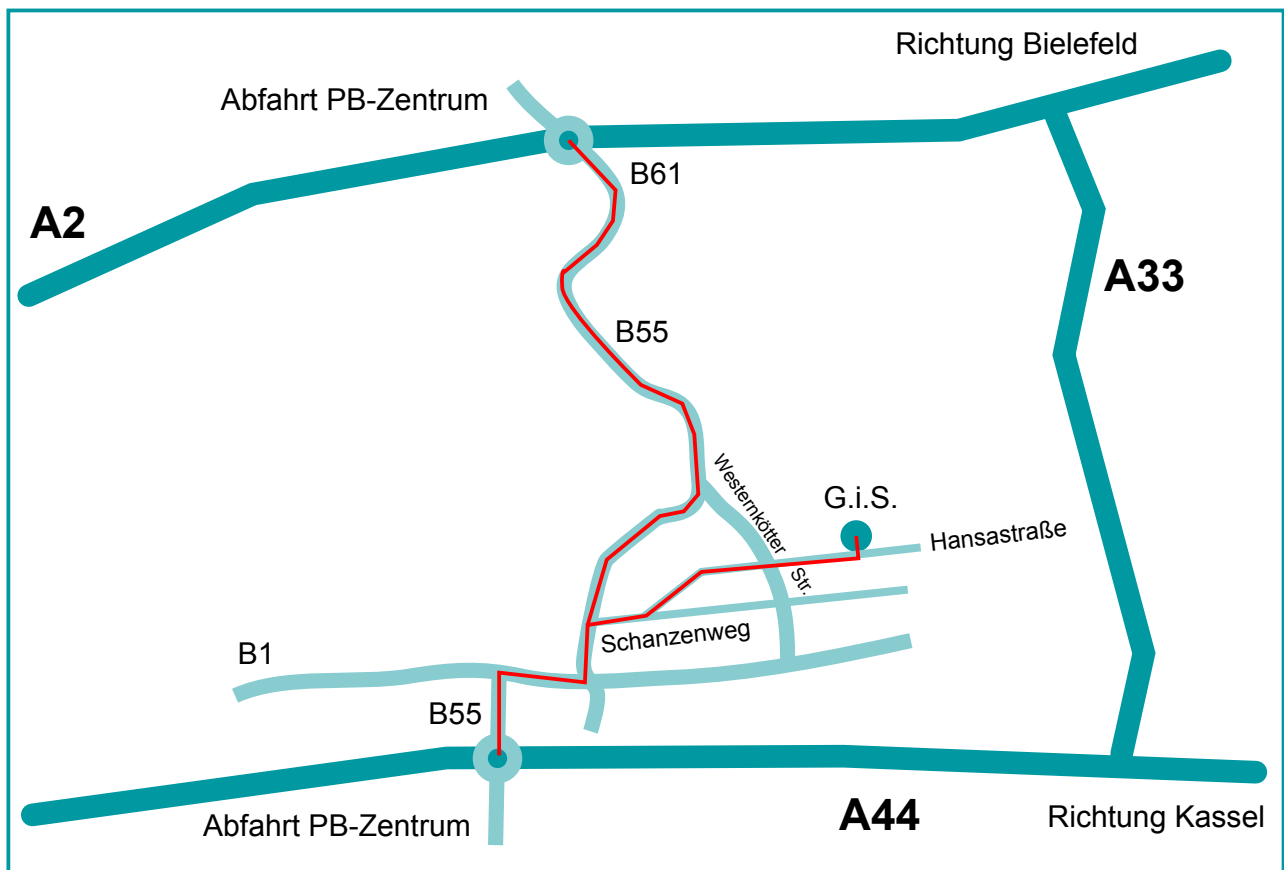 Richtung Bielefeld
Abfahrt PB-Zentrum
B61
A2
A33
B55
Westernkötter Str.
G.i.S.
Hansastraße
Schanzenweg
B1
B55
Abfahrt PB-Zentrum
A44
Richtung Kassel